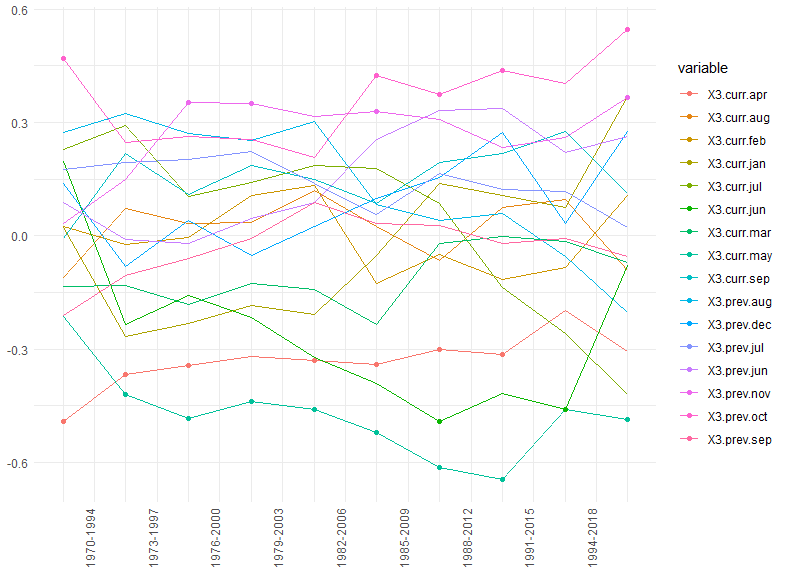 0.6
0.3
0.0
-0.3
-0.6
1970-1994
1973-1997
1976-2000
1979-2003
1982-2006
1985-2009
1988-2012
1991-2015
1994-2018
variable
X3.curr.apr
X3.curr.aug
X3.curr.feb
X3.curr.jan
X3.curr.jul
X3.curr.jun
X3.curr.mar
X3.curr.may
X3.curr.sep
X3.prev.aug
X3.prev.dec
X3.prev.jul
X3.prev.jun
X3.prev.nov
X3.prev.oct
X3.prev.sep